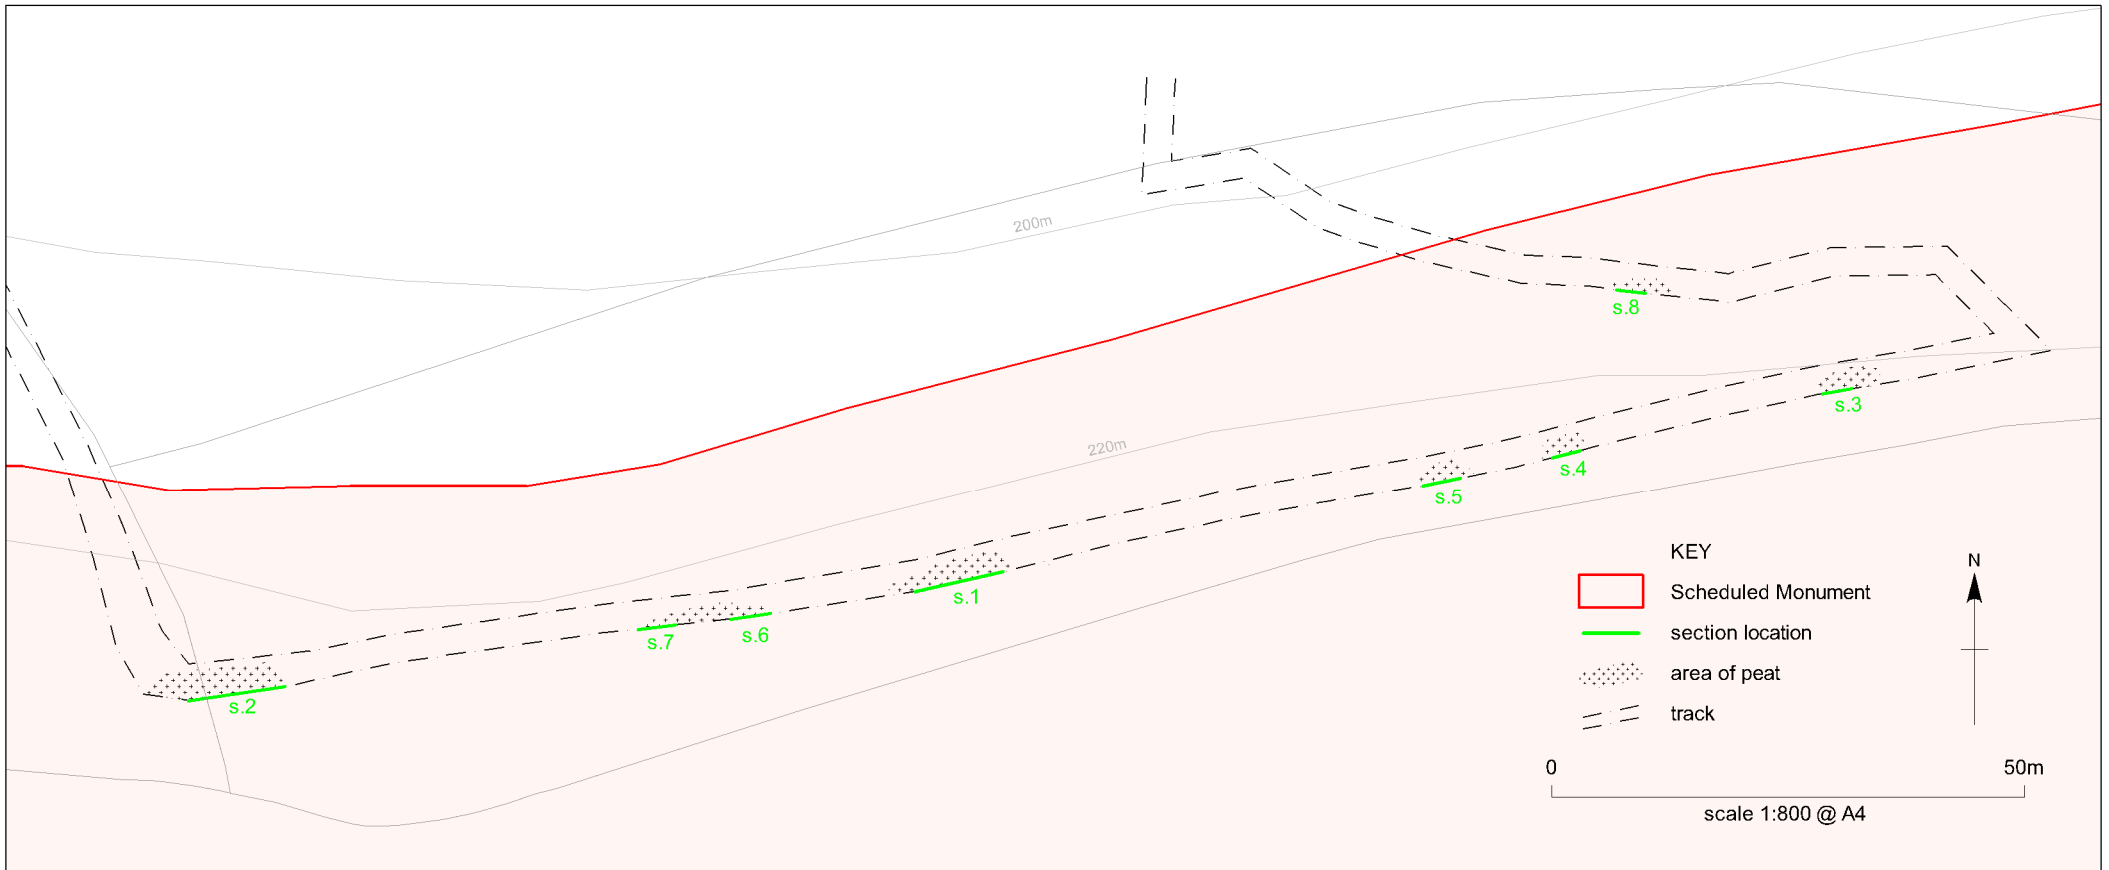 200m
s.8
s.3
220m
s.4
s.5
KEY
N
Scheduled Monument
s.1
section location
s.7
s.6
area of peat
s.2
track
0 50m
scale 1:800 @ A4